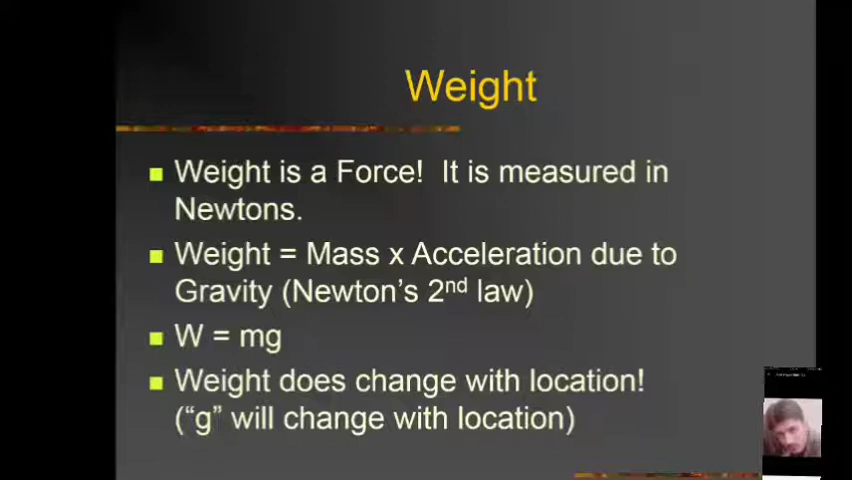 Weight
Weight is a Force!  It is measured in
Newtons.
Weight = Mass x Acceleration due to
Gravity (Newton’s 2nd law)
W = mg
Weight does change with location!
(“g” will change with location)